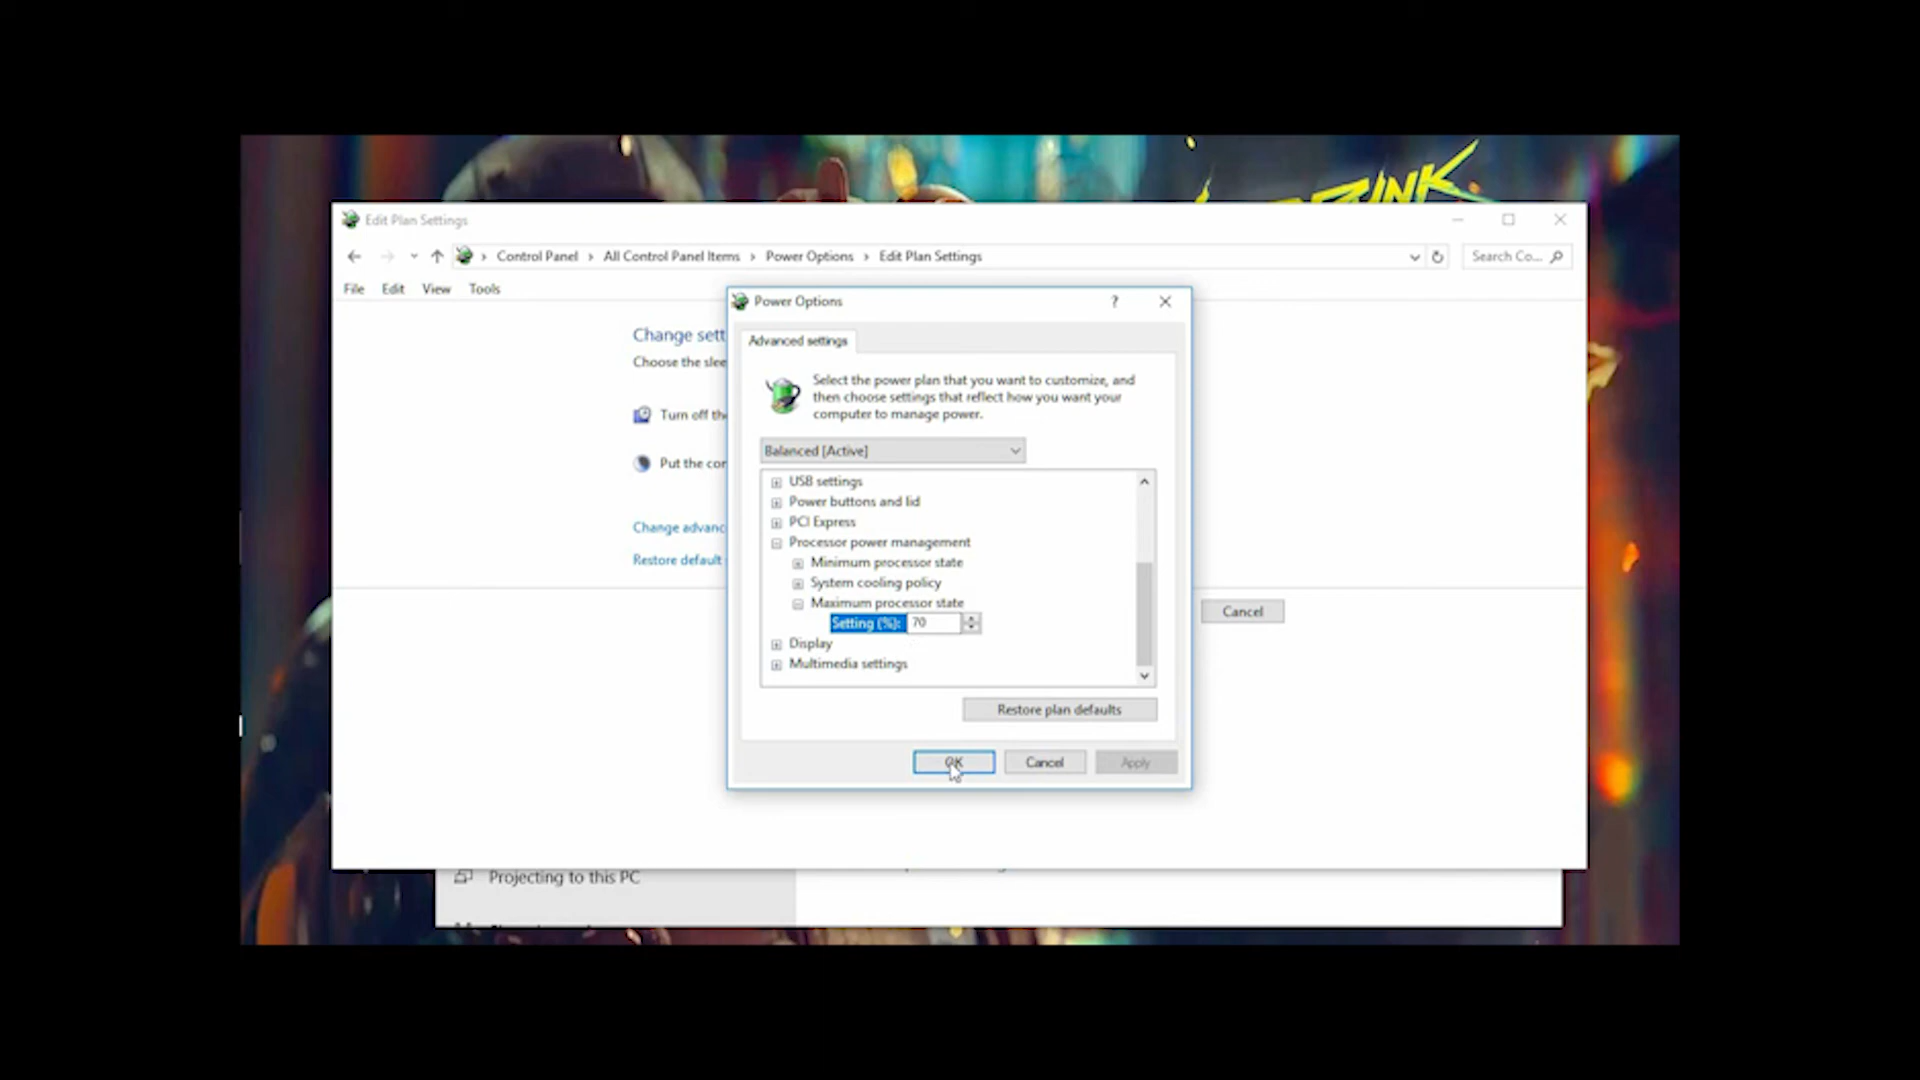 Edit Plan Settings
Control Panel › All Control Panel Items › Power Options › Edit Plan Settings
Search Co...
File Edit View Tools
Power Options
?
Change sett
Advanced settings
Choose the slee
Select the power plan that you want to customize, and
then choose settings that reflect how you want your
computer to manage power.
Turn off the
Balanced [Active]
Put the cor
USB settings
Power buttons and lid
PCI Express
Change advanc
Processor power management
Restore default
Minimum processor state
System cooling policy
Maximum processor state
Setting (%): 70
Cancel
Display
Multimedia settings
Restore plan defaults
OK Cancel Apply
Projecting to this PC